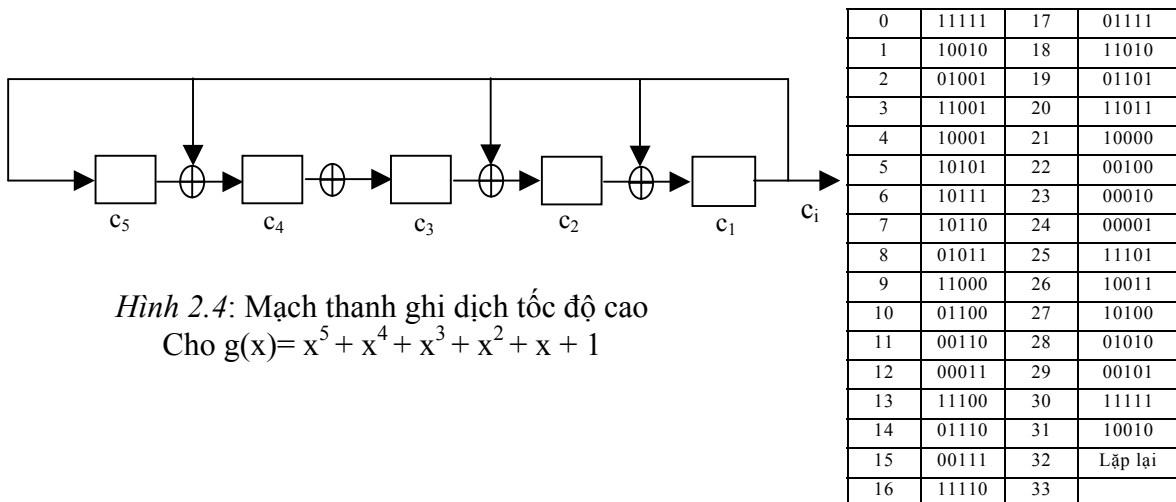 c5 c4 c3 c2 c1 ci
Hình 2.4: Mạch thanh ghi dịch tốc độ cao
Cho g(x)= x^5 + x^4 + x^3 + x^2 + x + 1
0 11111 17 01111
1 10010 18 11010
2 01001 19 01101
3 11001 20 11011
4 10001 21 10000
5 10101 22 00100
6 10111 23 00010
7 10110 24 00001
8 01011 25 11101
9 11000 26 10011
10 01100 27 10100
11 00110 28 01010
12 00011 29 00101
13 11100 30 11111
14 01110 31 10010
15 00111 32 Lặp lại
16 11110 33